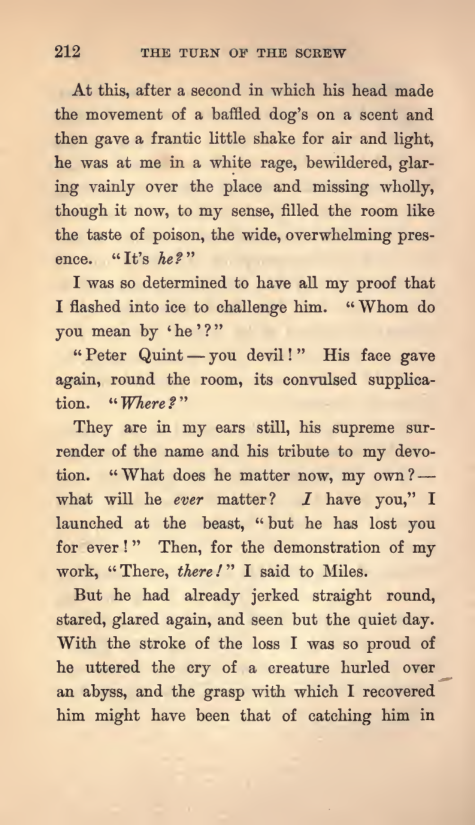 212 THE TURN OF THE SCREW
At this, after a second in which his head made
the movement of a baffled dog's on a scent and
then gave a frantic little shake for air and light,
he was at me in a white rage, bewildered, glar-
ing vainly over the place and missing wholly,
though it now, to my sense, filled the room like
the taste of poison, the wide, overwhelming pres-
ence. "It's he?"
I was so determined to have all my proof that
I flashed into ice to challenge him. "Whom do
you mean by 'he'?"
"Peter Quint — you devil!" His face gave
again, round the room, its convulsed supplica-
tion. "Where?"
They are in my ears still, his supreme sur-
render of the name and his tribute to my devo-
tion. "What does he matter now, my own? —
what will he ever matter? I have you," I
launched at the beast, "but he has lost you
for ever!" Then, for the demonstration of my
work, "There, there!" I said to Miles.
But he had already jerked straight round,
stared, glared again, and seen but the quiet day.
With the stroke of the loss I was so proud of
he uttered the cry of a creature hurled over
an abyss, and the grasp with which I recovered
him might have been that of catching him in